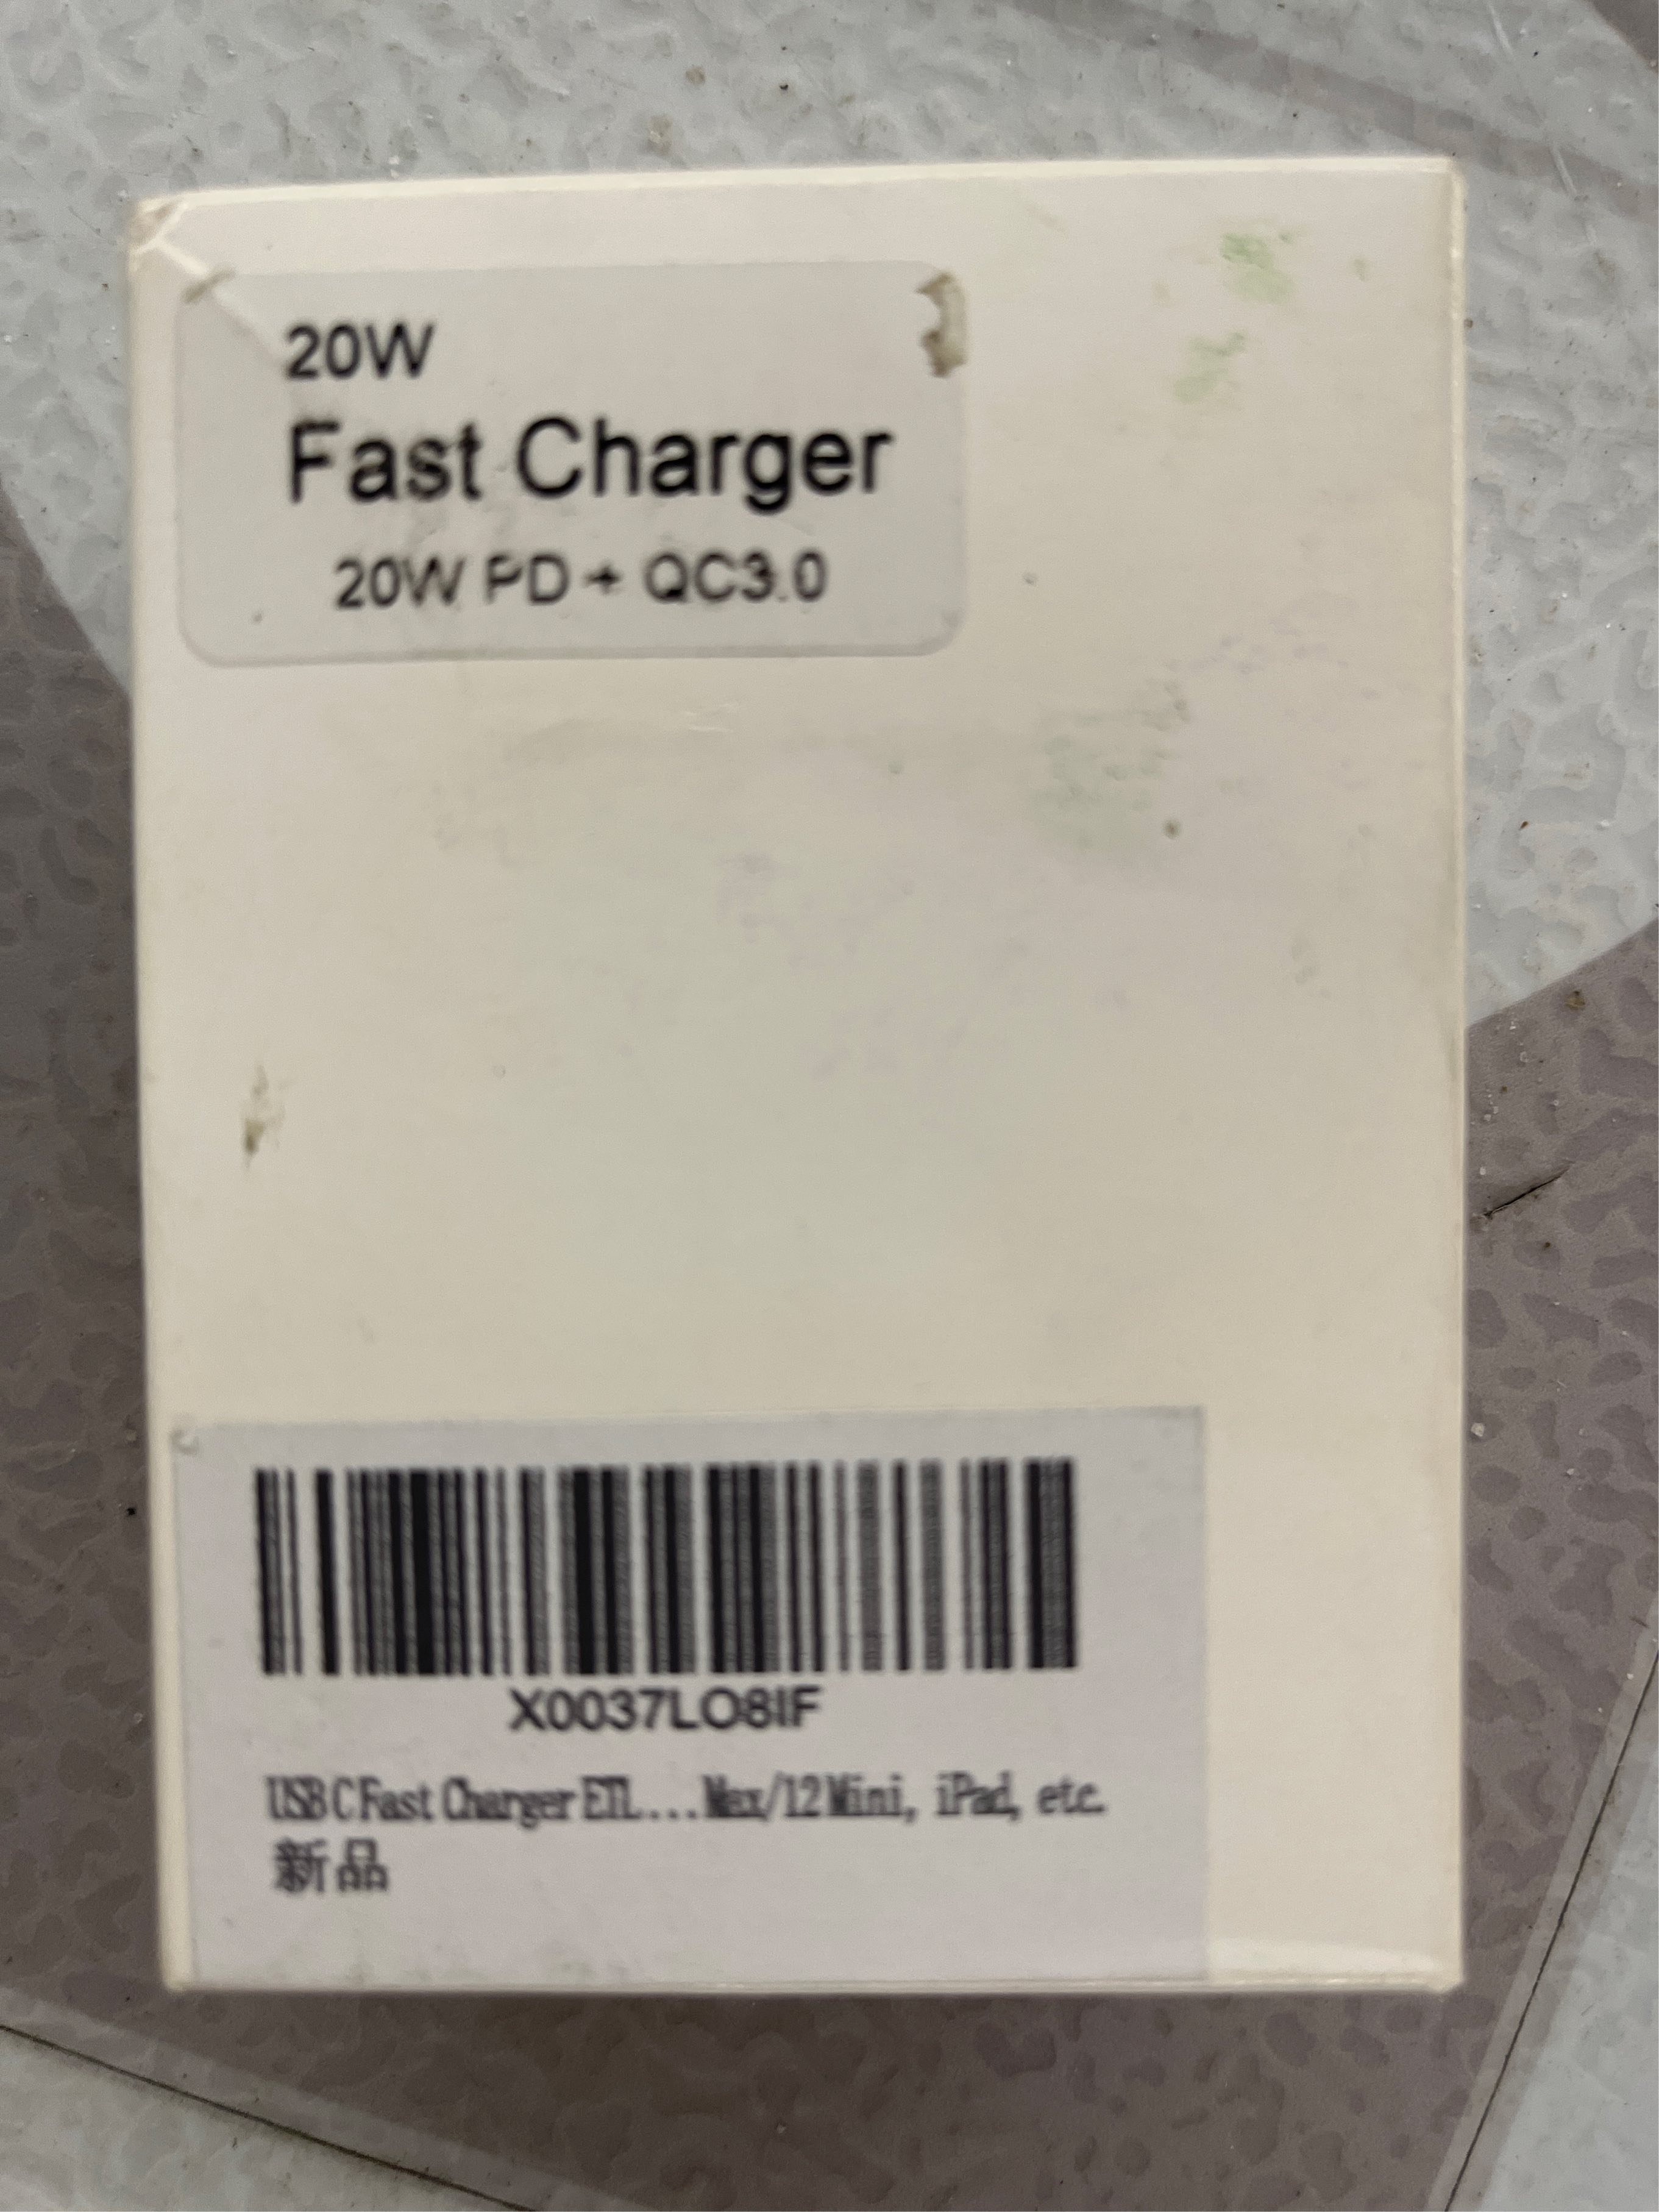 20W
Fast Charger
20W PD + QC3.0
X0037LO8IF
USB C Fast Charger ETL...Max/12 Mini, iPad, etc.
新品